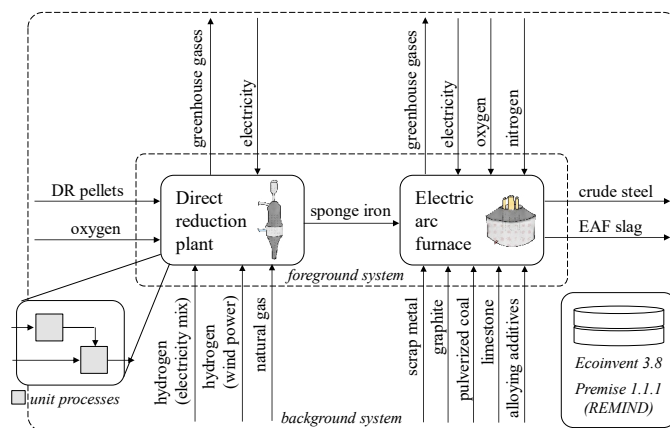 greenhouse gases
electricity
greenhouse gases
electricity
oxygen
nitrogen
DR pellets
oxygen
Direct
reduction
plant
sponge iron
Electric
arc
furnace
crude steel
EAF slag
foreground system
hydrogen
(electricity mix)
hydrogen
(wind power)
natural gas
scrap metal
graphite
pulverized coal
limestone
alloying additives
unit processes
background system
Ecoinvent 3.8
Premise 1.1.1
(REMIND)